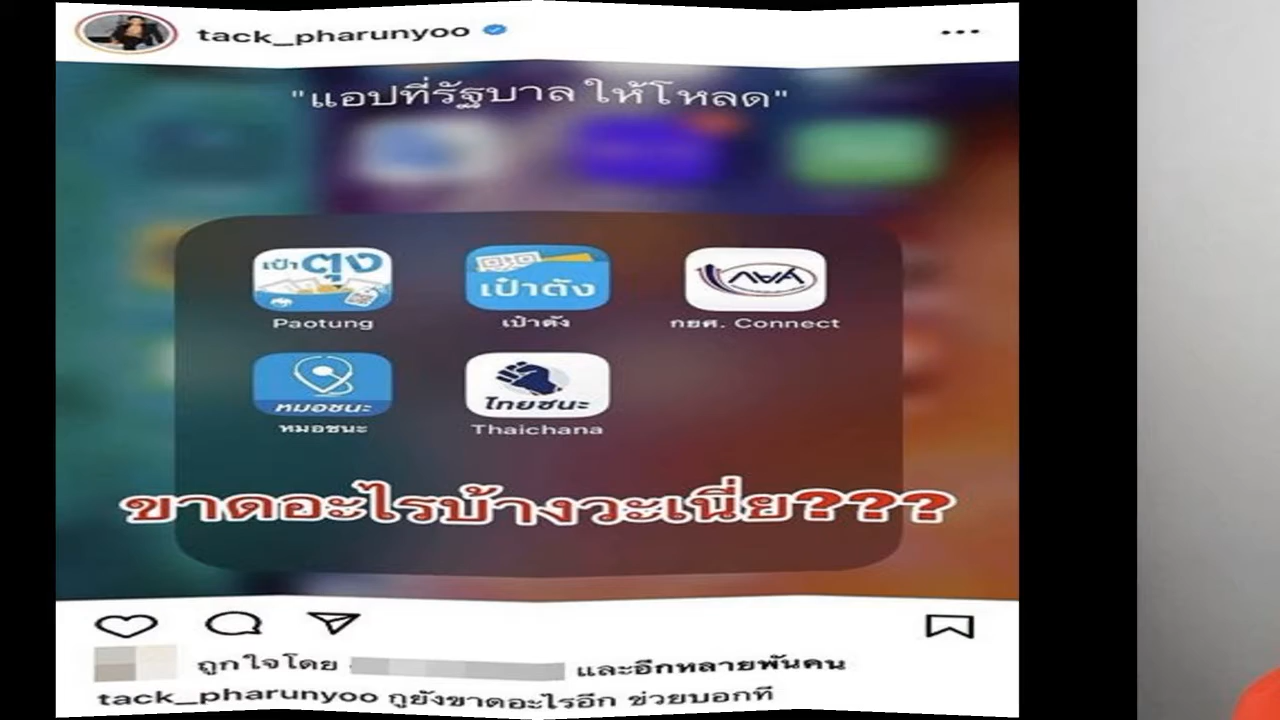 tack_pharunyoo
"แอปที่รัฐบาล ให้โหลด"
เป๋าตุง
เป๋าตัง
กยศ
Paotung
เป๋าตัง
กยศ. Connect
หมอชนะ
ไทยชนะ
หมอชนะ
Thaichana
ขาดอะไรบ้างวะเนี่ย???
ถูกใจโดย
และอีกหลายพันคน
tack_pharunyoo กูยังขาดอะไรอีก ช่วยบอกที